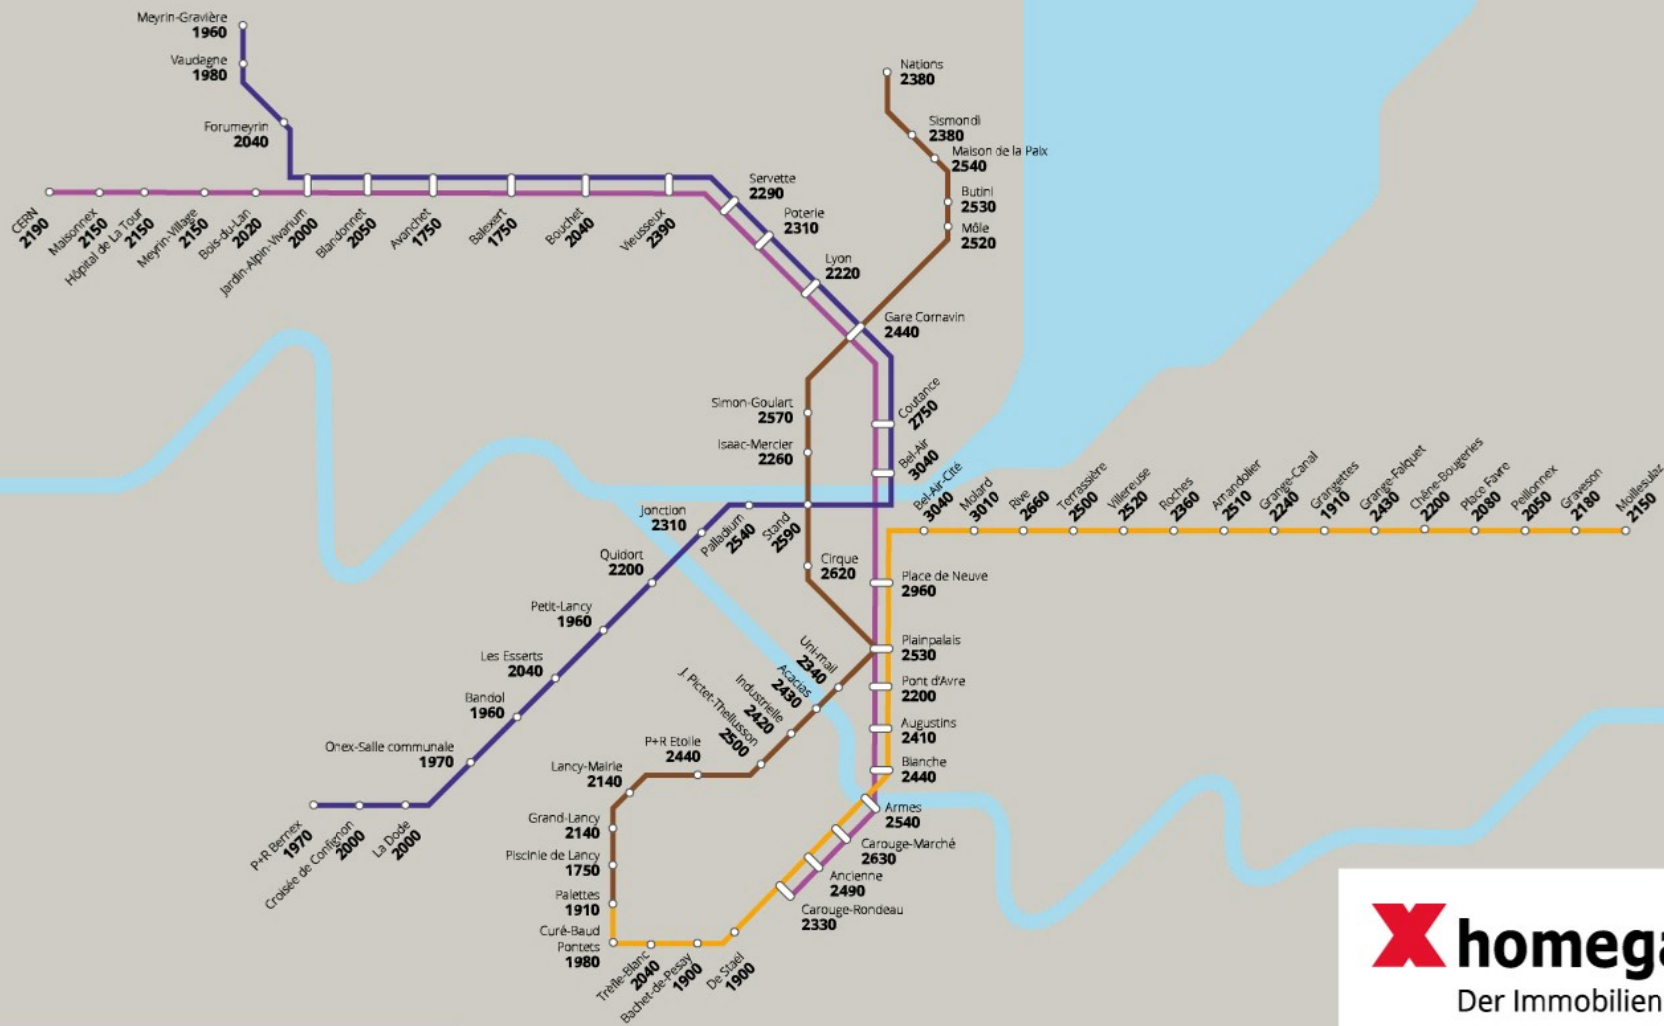 Meyrin-Gravière
1960
Vaudagne
1980
Forumeyrin
2040
CERN
2190
Maisonnex
2150
Hôpital de La Tour
2150
Meyrin-Village
2150
Bois-du-Lan
2020
Jardin-Alpin-Vivarium
2000
Blandonnet
2050
Avanchet
1750
Balexert
1750
Bouchet
2040
Vieusseux
2390
Servette
2290
Poterie
2310
Lyon
2220
Gare Cornavin
2440
Nations
2380
Sismondi
2380
Maison de la Paix
2540
Butini
2530
Môle
2520
Simon-Goulart
2570
Isaac-Mercier
2260
Coutance
2750
Bel-Air
3040
Bel-Air-Cité
3040
Molard
3010
Rive
2660
Terrassière
2500
Villereuse
2520
Roches
2360
Amandolier
2510
Grange-Canal
2240
Grangettes
1910
Grange-Falquet
2430
Chêne-Bougeries
2200
Place Favre
2080
Peillonnex
2050
Graveson
2180
Moillesulaz
2150
Jonction
2310
Palladium
2540
Stand
2590
Cirque
2620
Quidort
2200
Petit-Lancy
1960
Les Esserts
2040
Bandol
1960
Onex-Salle communale
1970
P+R Bernex
1970
Croisée de Confignon
2000
La Dode
2000
Place de Neuve
2960
Plainpalais
2530
Pont d'Avre
2200
Augustins
2410
Blanche
2440
Armes
2540
Carouge-Marché
2630
Ancienne
2490
Carouge-Rondeau
2330
Uni-mail
2340
Acacias
2430
Industrielle
2420
J. Pictet-Thellusson
2500
P+R Etoile
2440
Lancy-Mairie
2140
Grand-Lancy
2140
Piscinie de Lancy
1750
Palettes
1910
Curé-Baud
Pontets
1980
Trèfle-Blanc
2040
Bachet-de-Pesay
1900
De Staël
1900
homega
Der Immobilien